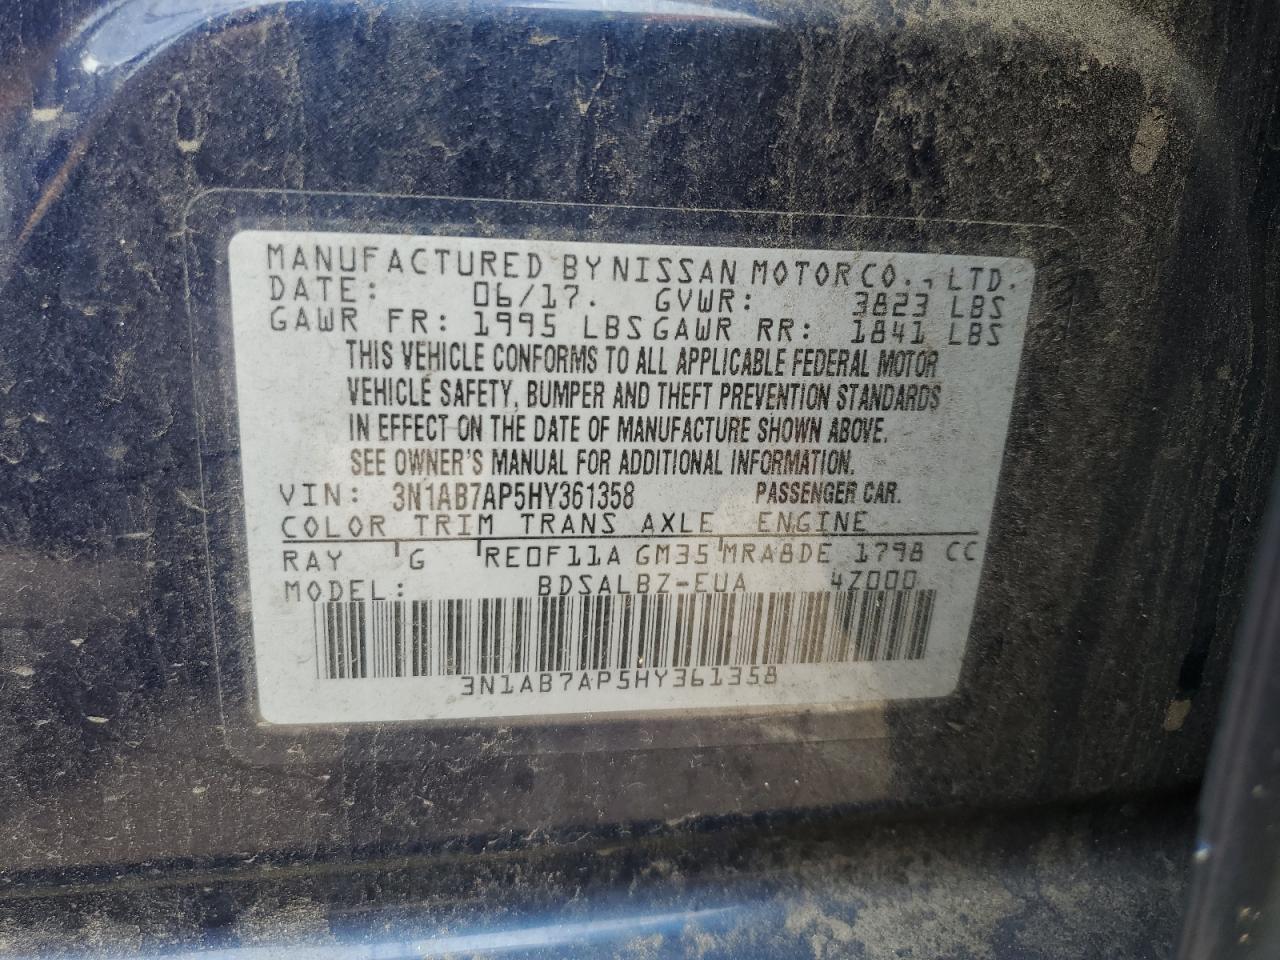 MANUFACTURED BY NISSAN MOTOR CO., LTD.
DATE: 06/17. GVWR: 3823 LBS
GAWR FR: 1995 LBS GAWR RR: 1841 LBS
THIS VEHICLE CONFORMS TO ALL APPLICABLE FEDERAL MOTOR
VEHICLE SAFETY, BUMPER AND THEFT PREVENTION STANDARDS
IN EFFECT ON THE DATE OF MANUFACTURE SHOWN ABOVE.
SEE OWNER'S MANUAL FOR ADDITIONAL INFORMATION.
VIN: 3N1AB7AP5HY361358 PASSENGER CAR.
COLOR TRIM TRANS AXLE ENGINE
RAY G RE0F11A GM35 MRA8DE 1798 CC
MODEL: BDSALBZ-EUA 4Z000
3N1AB7AP5HY361358